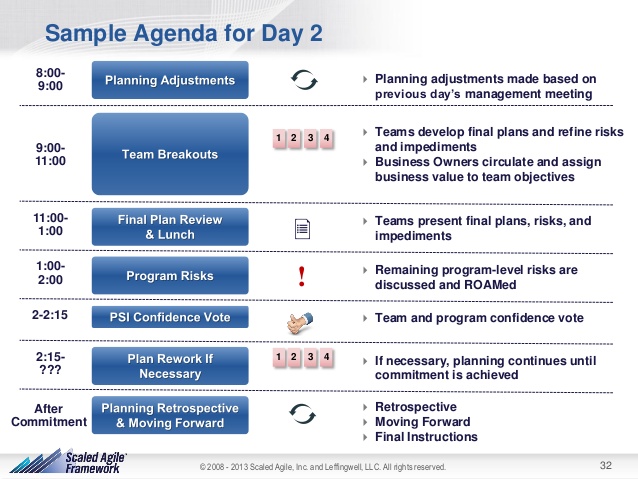 Sample Agenda for Day 2
8:00-
9:00
Planning Adjustments
Planning adjustments made based on
previous day's management meeting
9:00-
11:00
Team Breakouts
1 2 3 4
Teams develop final plans and refine risks
and impediments
Business Owners circulate and assign
business value to team objectives
11:00-
1:00
Final Plan Review
& Lunch
Teams present final plans, risks, and
impediments
1:00-
2:00
Program Risks
!
Remaining program-level risks are
discussed and ROAMed
2-2:15
PSI Confidence Vote
Team and program confidence vote
2:15-
???
Plan Rework If
Necessary
1 2 3 4
If necessary, planning continues until
commitment is achieved
After
Commitment
Planning Retrospective
& Moving Forward
Retrospective
Moving Forward
Final Instructions
Scaled Agile®
Framework
© 2008 - 2013 Scaled Agile, Inc. and Leffingwell, LLC. All rights reserved.
32